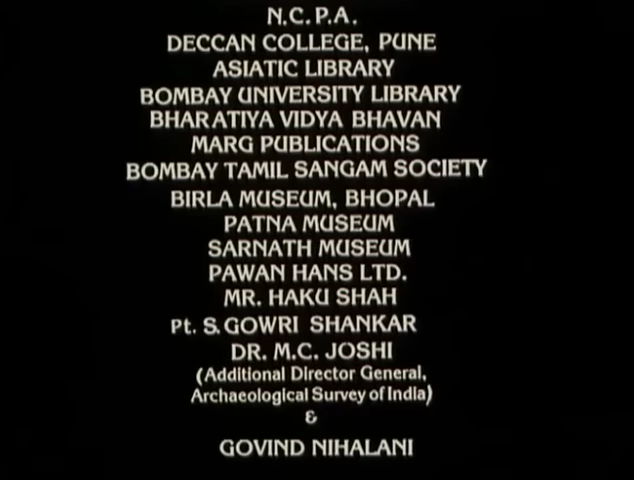 N.C.P.A.
DECCAN COLLEGE, PUNE
ASIATIC LIBRARY
BOMBAY UNIVERSITY LIBRARY
BHARATIYA VIDYA BHAVAN
MARG PUBLICATIONS
BOMBAY TAMIL SANGAM SOCIETY
BIRLA MUSEUM, BHOPAL
PATNA MUSEUM
SARNATH MUSEUM
PAWAN HANS LTD.
MR. HAKU SHAH
Pt. S. GOWRI SHANKAR
DR. M.C. JOSHI
(Additional Director General,
Archaeological Survey of India)
&
GOVIND NIHALANI